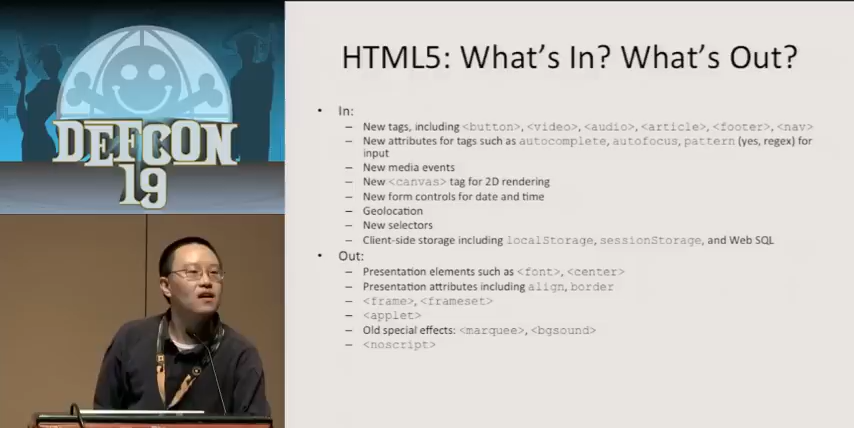 DEFCON
19
HTML5: What's In? What's Out?
• In:
– New tags, including <button>, <video>, <audio>, <article>, <footer>, <nav>
– New attributes for tags such as autocomplete, autofocus, pattern (yes, regex) for
input
– New media events
– New <canvas> tag for 2D rendering
– New form controls for date and time
– Geolocation
– New selectors
– Client-side storage including localStorage, sessionStorage, and Web SQL
• Out:
– Presentation elements such as <font>, <center>
– Presentation attributes including align, border
– <frame>, <frameset>
– <applet>
– Old special effects: <marquee>, <bgsound>
– <noscript>